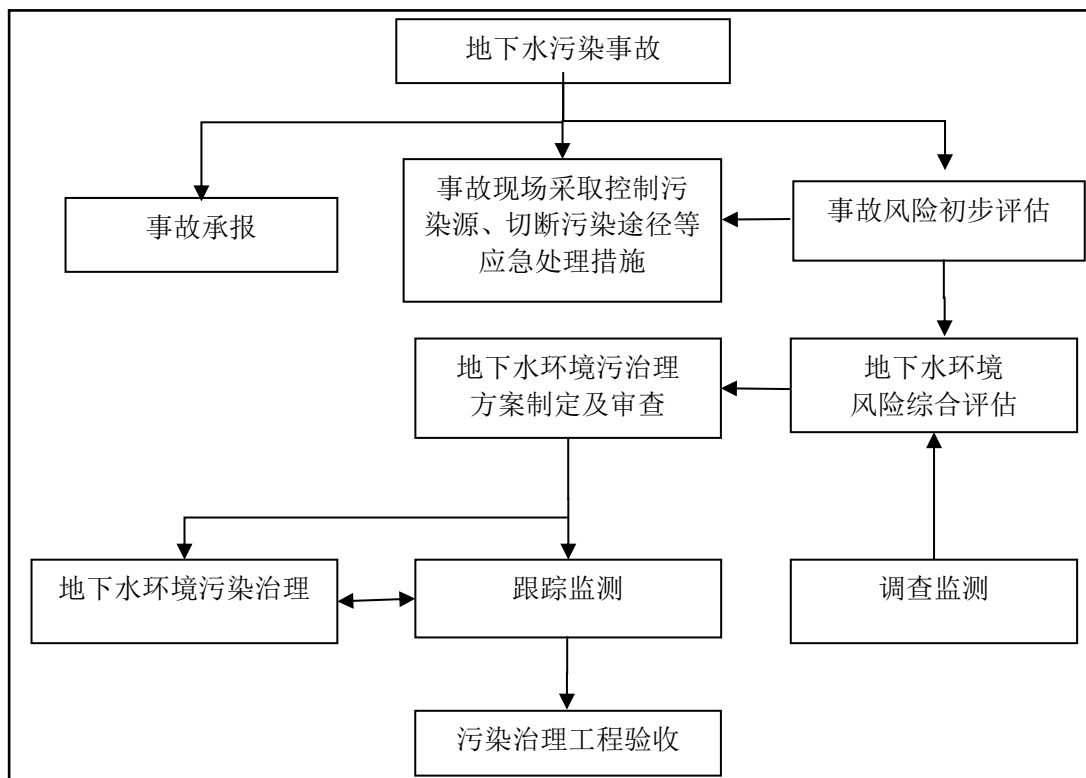 地下水污染事故
事故承报
事故现场采取控制污
染源、切断污染途径等
应急处理措施
事故风险初步评估
地下水环境污治理
方案制定及审查
地下水环境
风险综合评估
地下水环境污染治理
跟踪监测
调查监测
污染治理工程验收